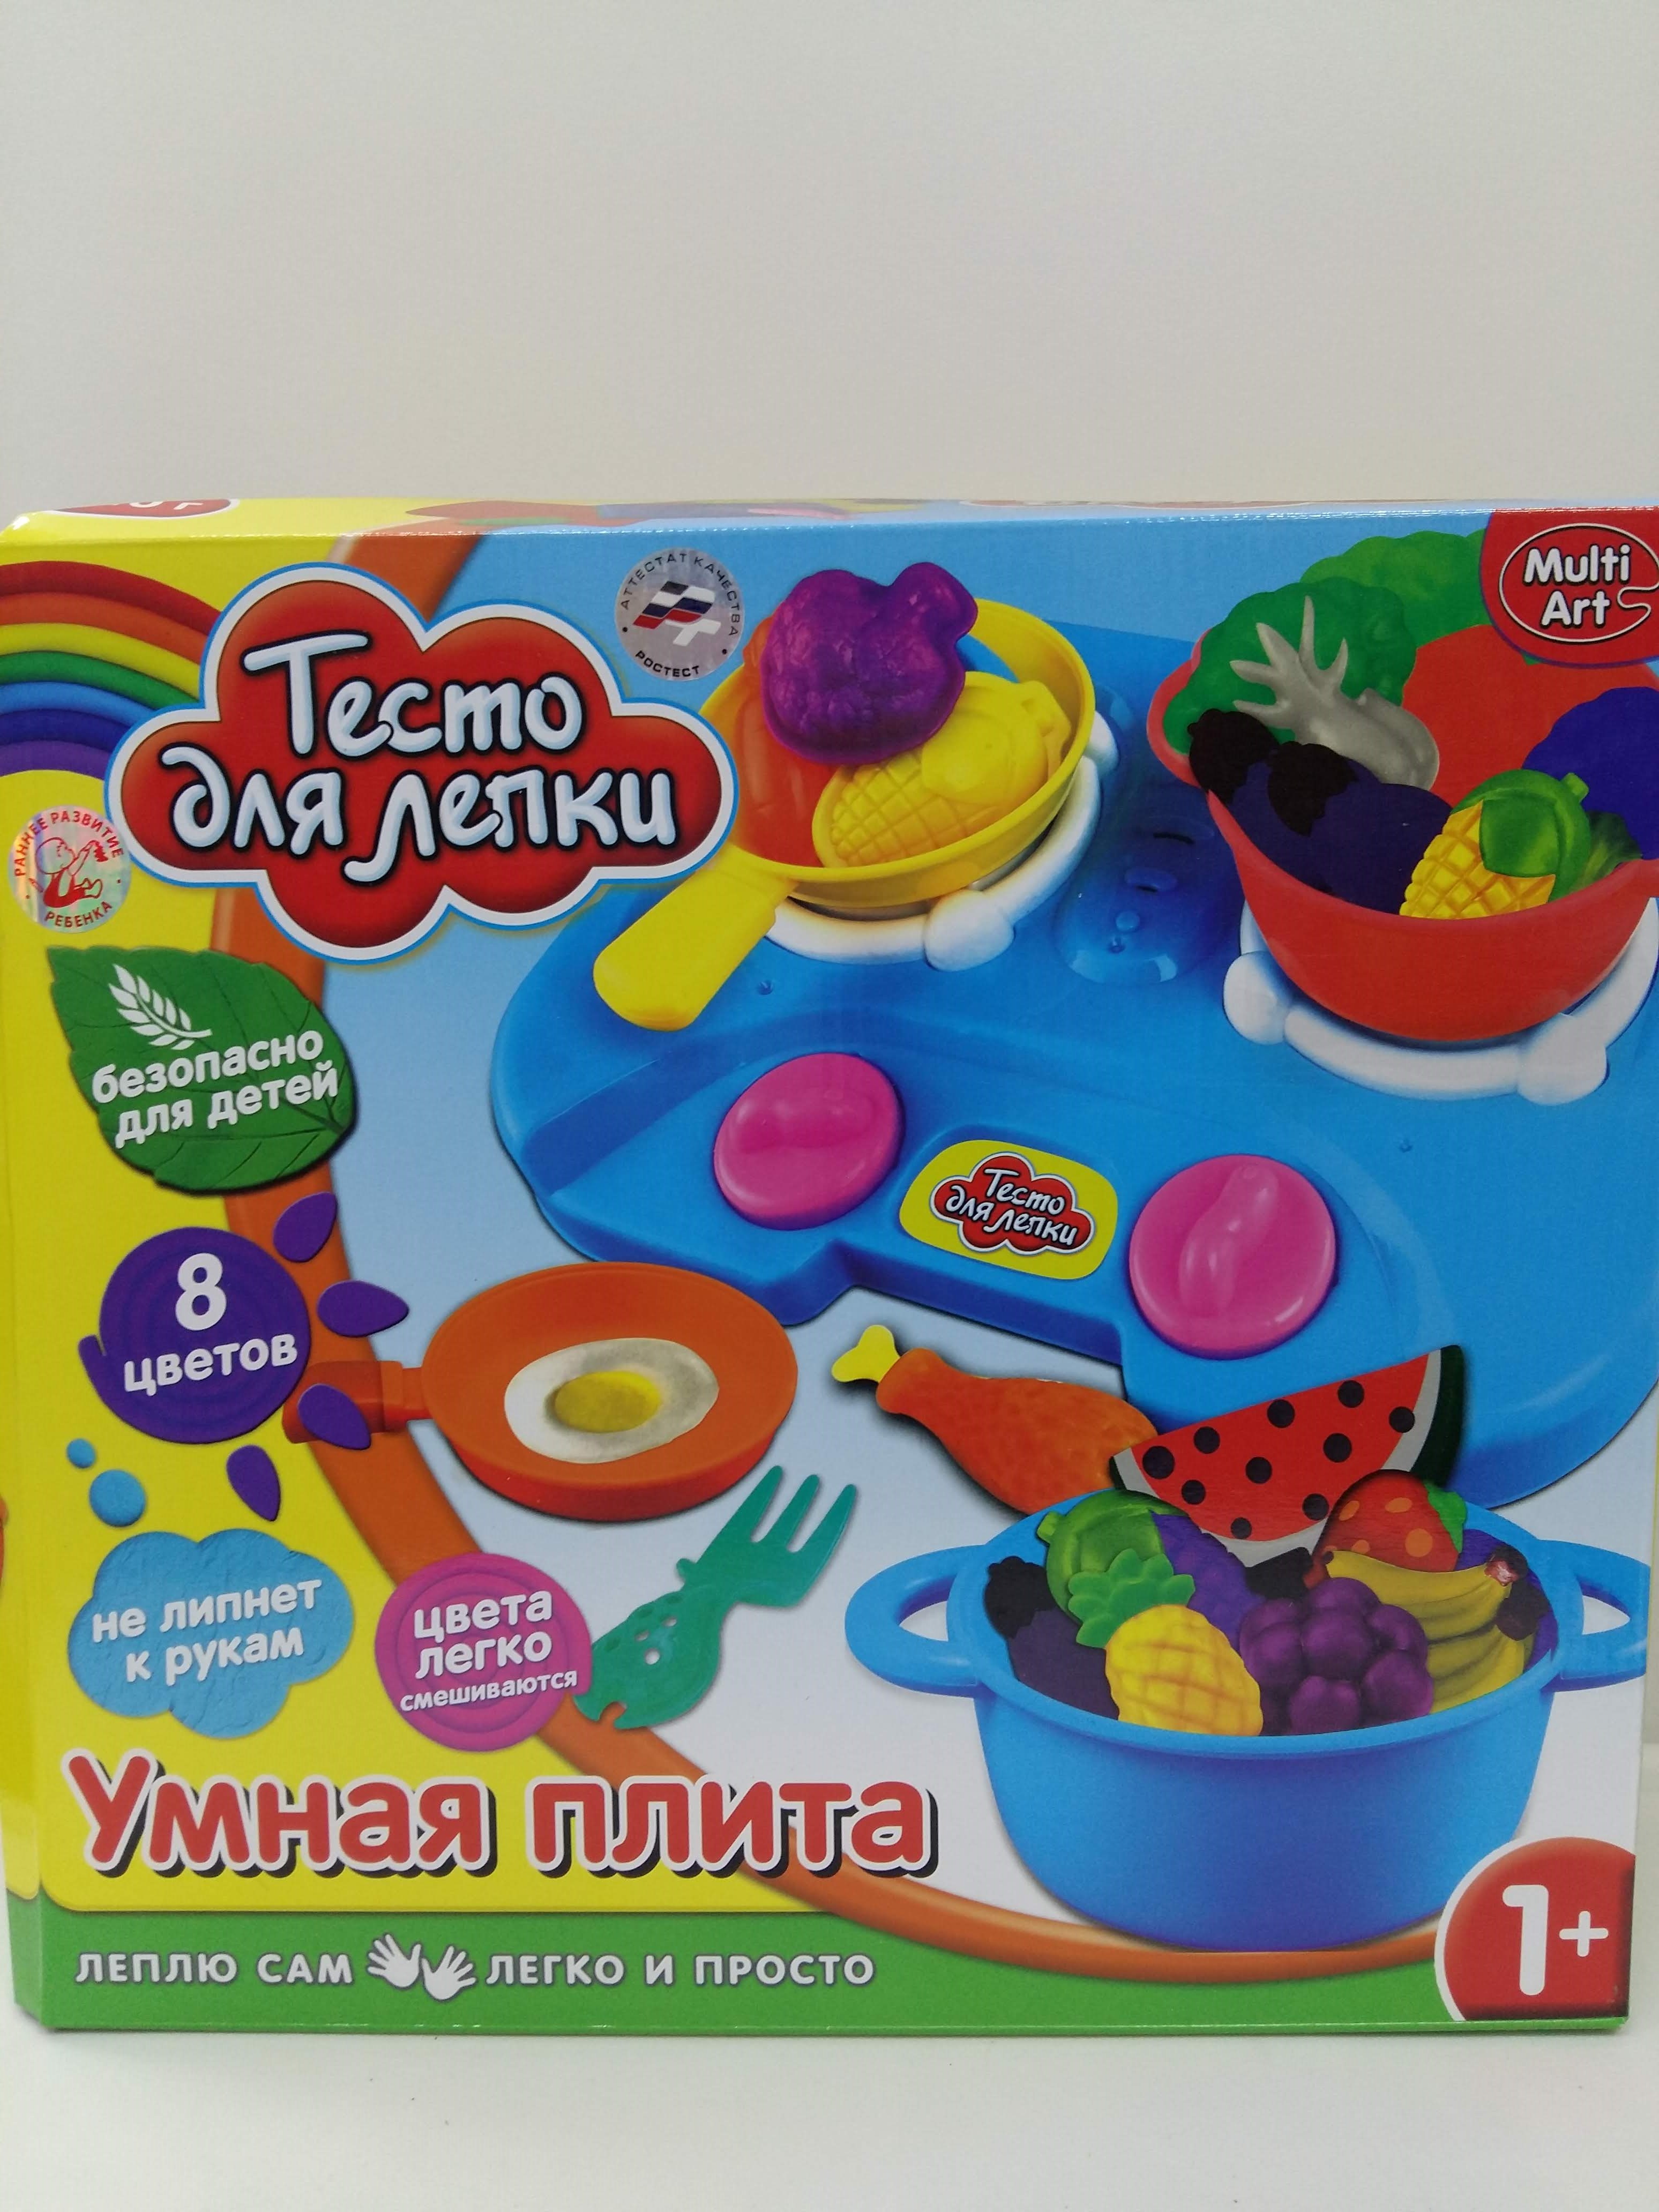 Multi
Art
АТТЕСТАТ КАЧЕСТВА
РОСТЕСТ
Тесто
для лепки
РАННЕЕ РАЗВИТИЕ
РЕБЕНКА
безопасно
для детей
Тесто
для лепки
8
цветов
не липнет
к рукам
цвета
легко
смешиваются
Умная плита
ЛЕПЛЮ САМ ЛЕГКО И ПРОСТО
1+